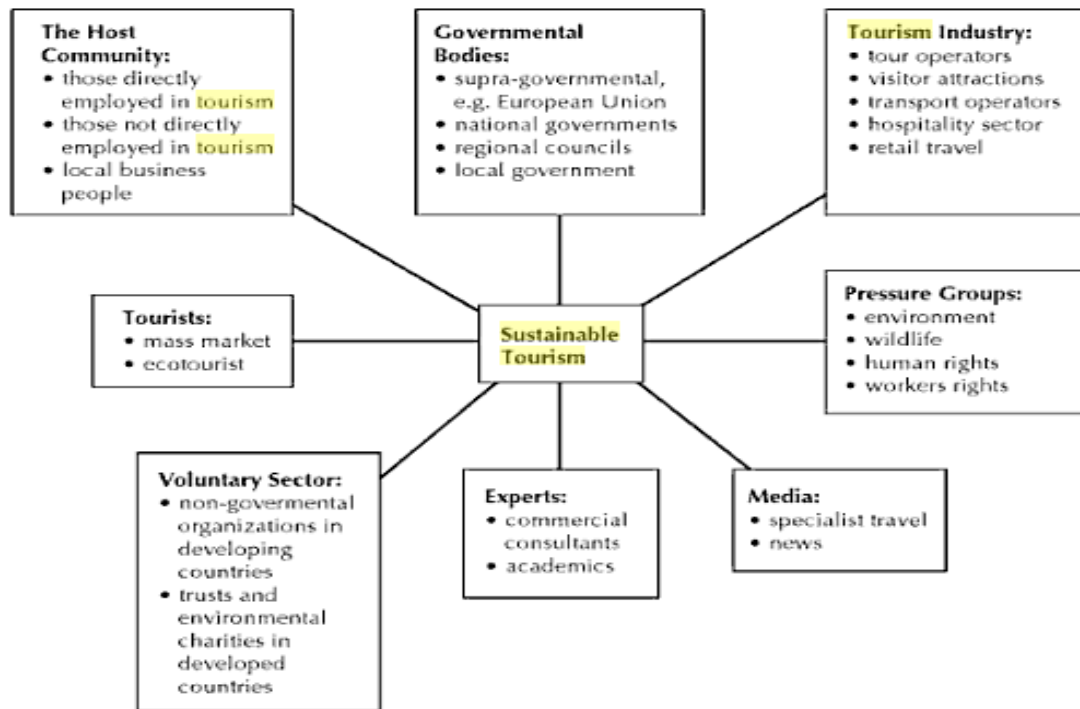 The Host
Community:
• those directly
employed in tourism
• those not directly
employed in tourism
• local business
people
Governmental
Bodies:
• supra-governmental,
e.g. European Union
• national governments
• regional councils
• local government
Tourism Industry:
• tour operators
• visitor attractions
• transport operators
• hospitality sector
• retail travel
Tourists:
• mass market
• ecotourist
Sustainable
Tourism
Pressure Groups:
• environment
• wildlife
• human rights
• workers rights
Voluntary Sector:
• non-govermental
organizations in
developing
countries
• trusts and
environmental
charities in
developed
countries
Experts:
• commercial
consultants
• academics
Media:
• specialist travel
• news